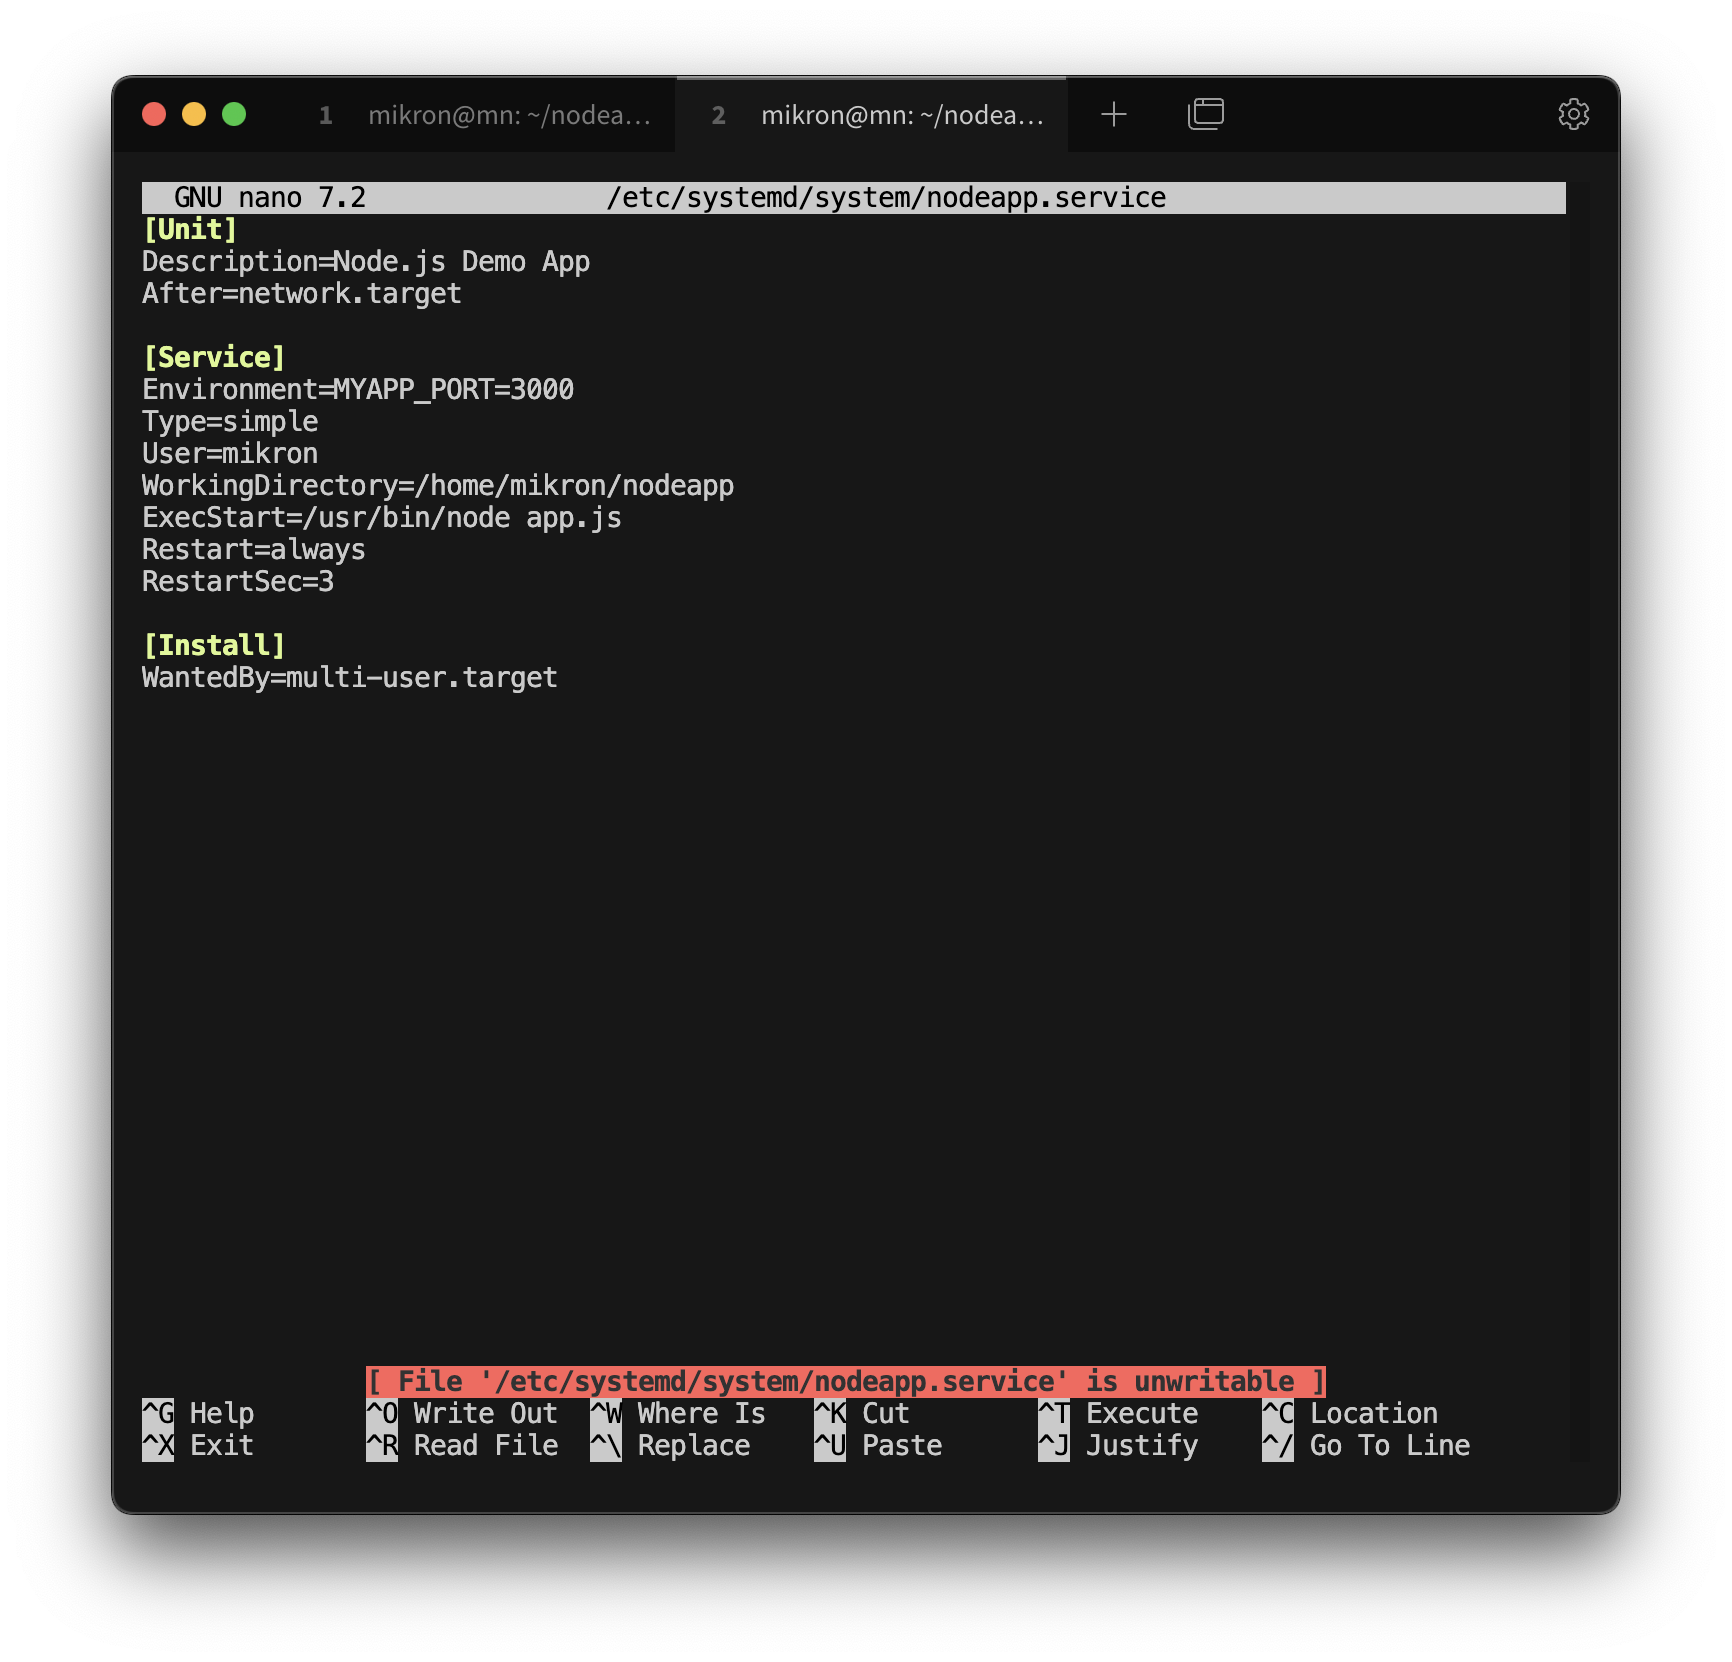 1 mikron@mn: ~/nodea… 2 mikron@mn: ~/nodea…
GNU nano 7.2 /etc/systemd/system/nodeapp.service
[Unit]
Description=Node.js Demo App
After=network.target
[Service]
Environment=MYAPP_PORT=3000
Type=simple
User=mikron
WorkingDirectory=/home/mikron/nodeapp
ExecStart=/usr/bin/node app.js
Restart=always
RestartSec=3
[Install]
WantedBy=multi-user.target
[ File '/etc/systemd/system/nodeapp.service' is unwritable ]
^G Help ^O Write Out ^W Where Is ^K Cut ^T Execute ^C Location
^X Exit ^R Read File ^\ Replace ^U Paste ^J Justify ^/ Go To Line